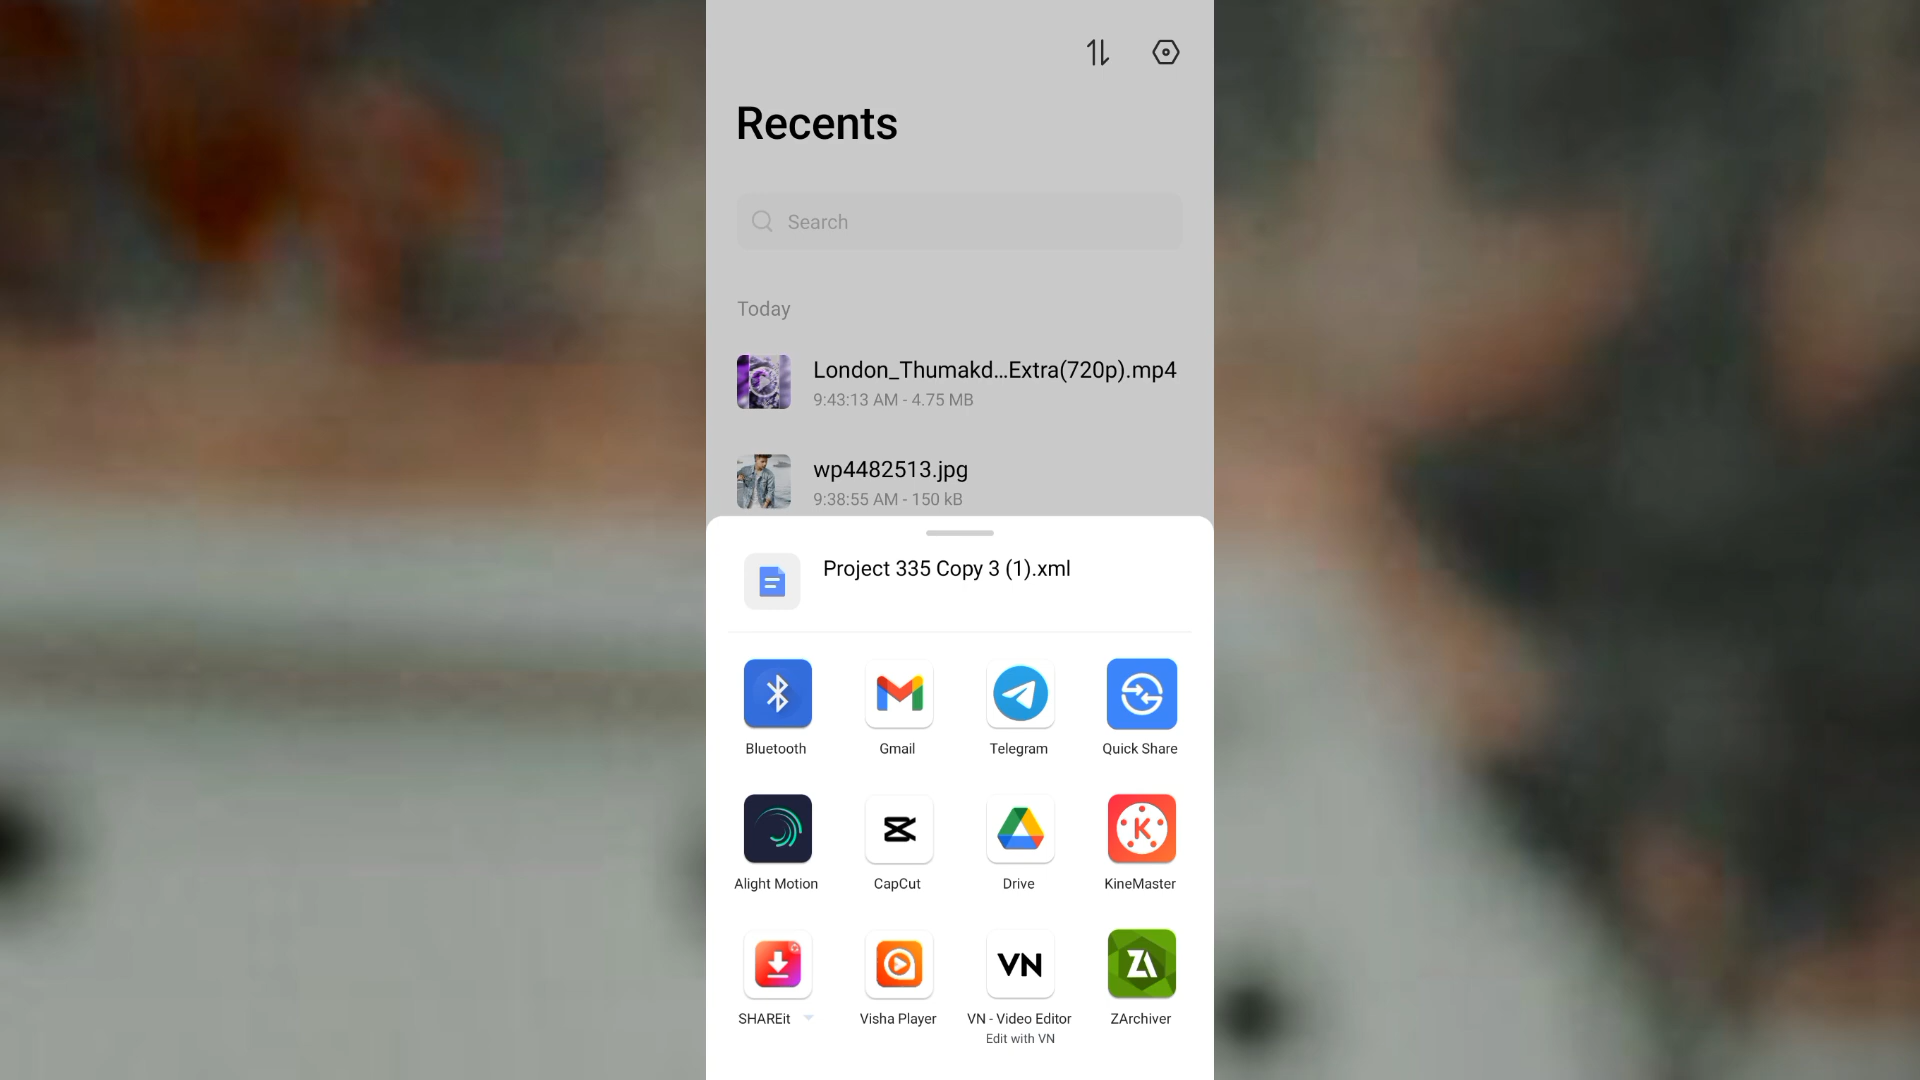 Recents
Search
Today
London_Thumakd...Extra(720p).mp4
9:43:13 AM - 4.75 MB
wp4482513.jpg
9:38:55 AM - 150 kB
Project 335 Copy 3 (1).xml
Bluetooth
Gmail
Telegram
Quick Share
Alight Motion
CapCut
Drive
KineMaster
VN
ZA
SHAREit
Visha Player
VN - Video Editor
ZArchiver
Edit with VN